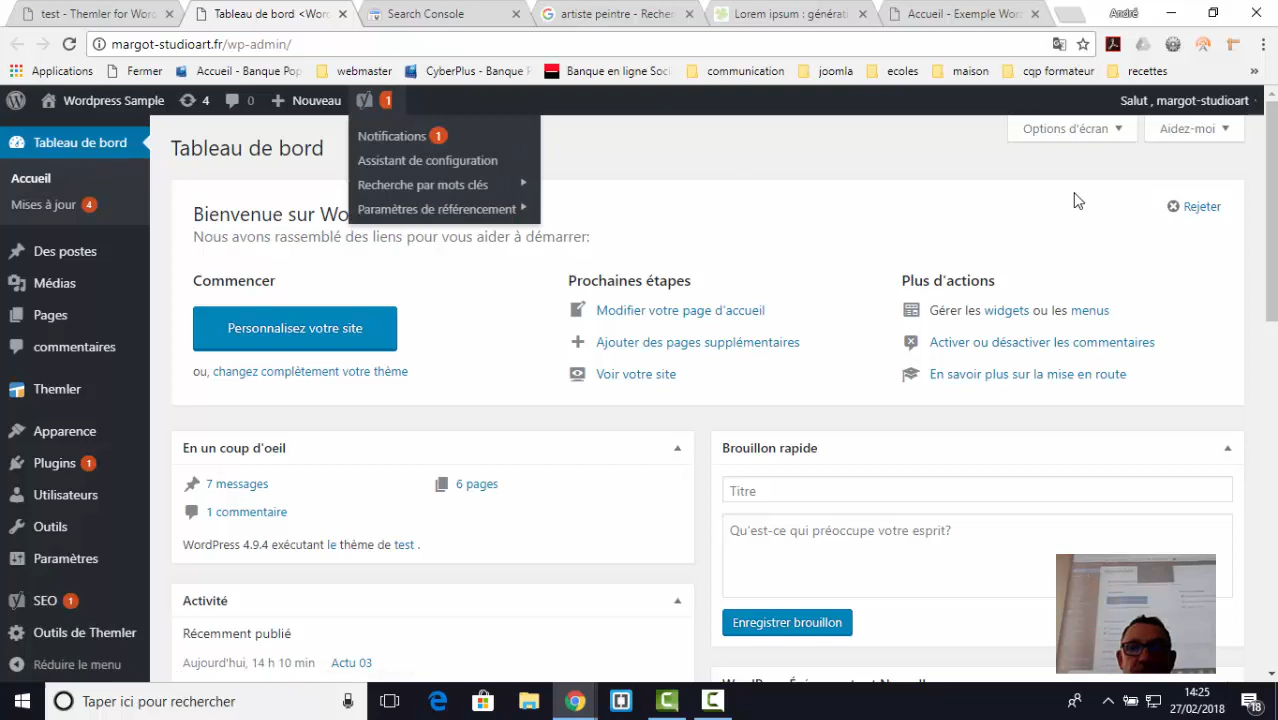 test - Themler for Wor
Tableau de bord <Wor
Search Console
artiste peintre - Reche
Lorem ipsum : générati
Accueil - Exemple Wor
André
margot-studioart.fr/wp-admin/
Applications
Fermer
Accueil - Banque Pop
webmaster
CyberPlus - Banque P
Banque en ligne Soci
communication
joomla
ecoles
maison
cqp formateur
recettes
»
Wordpress Sample
4
0
Nouveau
1
Salut , margot-studioart
Tableau de bord
Accueil
Mises à jour 4
Des postes
Médias
Pages
commentaires
Themler
Apparence
Plugins 1
Utilisateurs
Outils
Paramètres
SEO 1
Outils de Themler
Réduire le menu
Notifications 1
Assistant de configuration
Recherche par mots clés
Paramètres de référencement
Options d'écran
Aidez-moi
Tableau de bord
Bienvenue sur Wo
Rejeter
Nous avons rassemblé des liens pour vous aider à démarrer:
Commencer
Personnalisez votre site
ou, changez complètement votre thème
Prochaines étapes
Modifier votre page d'accueil
Ajouter des pages supplémentaires
Voir votre site
Plus d'actions
Gérer les widgets ou les menus
Activer ou désactiver les commentaires
En savoir plus sur la mise en route
En un coup d'oeil
7 messages
6 pages
1 commentaire
WordPress 4.9.4 exécutant le thème de test .
Activité
Récemment publié
Aujourd'hui, 14 h 10 min
Actu 03
Brouillon rapide
Titre
Qu'est-ce qui préoccupe votre esprit?
Enregistrer brouillon
Taper ici pour rechercher
14:25
27/02/2018
18